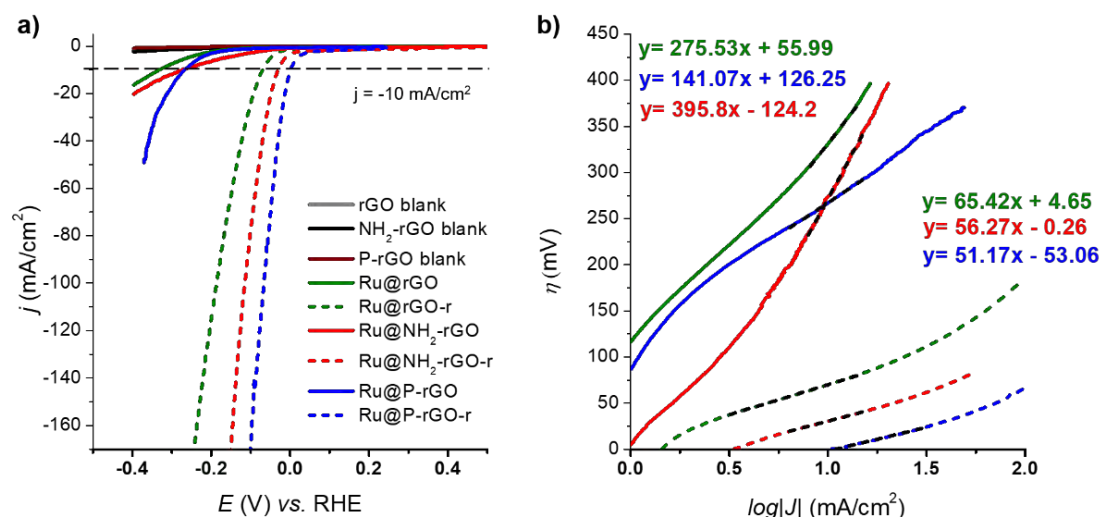 a)
0
-20
-40
-60
-80
-100
-120
-140
-160
j (mA/cm²)
j = -10 mA/cm²
rGO blank
NH₂-rGO blank
P-rGO blank
Ru@rGO
Ru@rGO-r
Ru@NH₂-rGO
Ru@NH₂-rGO-r
Ru@P-rGO
Ru@P-rGO-r
-0.4 -0.2 0.0 0.2 0.4
E (V) vs. RHE
b)
y= 275.53x + 55.99
y= 141.07x + 126.25
y= 395.8x - 124.2
y= 65.42x + 4.65
y= 56.27x - 0.26
y= 51.17x - 53.06
450
400
350
300
250
200
150
100
50
0
η (mV)
0.0 0.5 1.0 1.5 2.0
log|J| (mA/cm²)